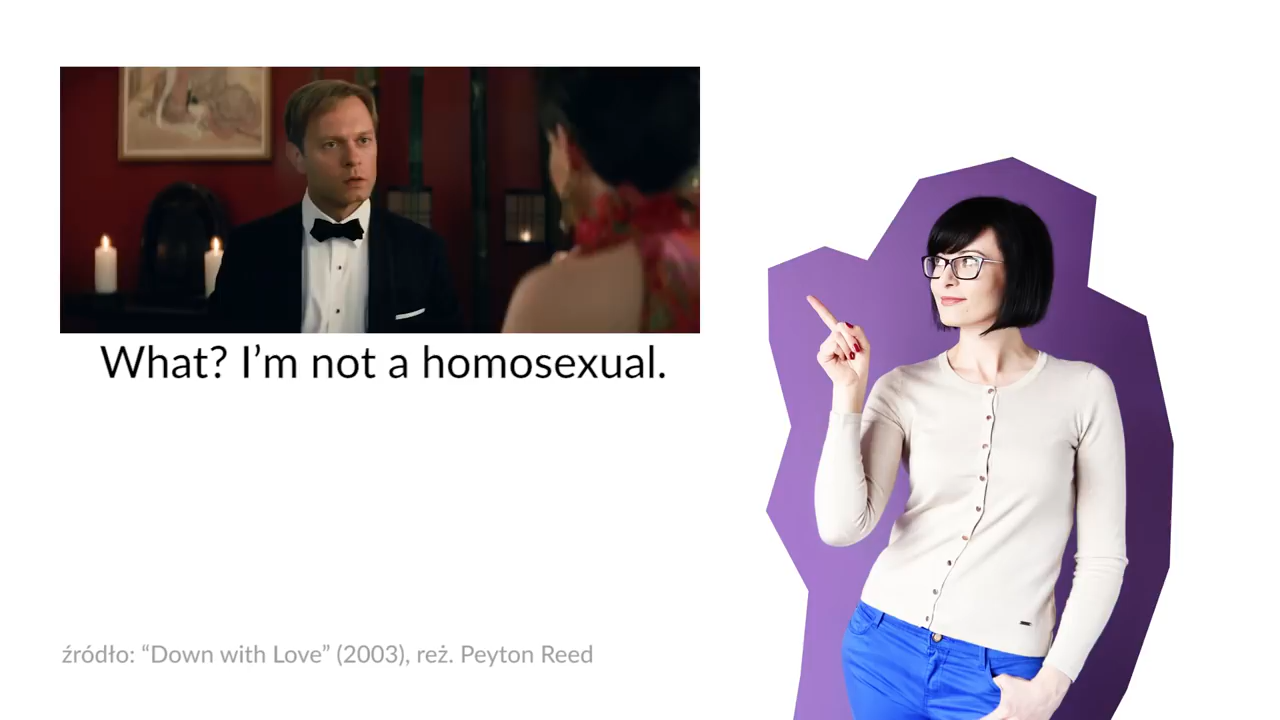 What? I’m not a homosexual.
źródło: “Down with Love” (2003), reż. Peyton Reed